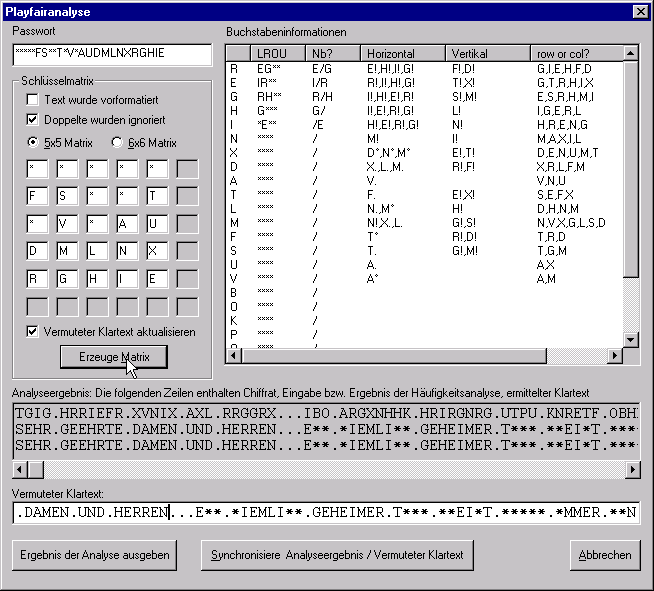 Playfairanalyse
Passwort
*****FS**T*V*AUDMLNXRGHIE
Schlüsselmatrix
Text wurde vorformatiert
Doppelte wurden ignoriert
5x5 Matrix 6x6 Matrix
* * * * *
F S * * T
* V * A U
D M L N X
R G H I E
Vermuteter Klartext aktualisieren
Erzeuge Matrix
Buchstabeninformationen
LROU Nb? Horizontal Vertikal row or col?
R EG** E/G E!,H!,I!,G! F!,D! G,I,E,H,F,D
E IR** I/R R!,I!,H!,G! T!,X! G,T,R,H,I,X
G RH** R/H I!,H!,E!,R! S!,M! E,S,R,H,M,I
H G*** G/ I!,E!,R!,G! L! I,G,E,R,L
I *E** /E H!,E!,R!,G! N! H,R,E,N,G
N **** / M! I! M,A,X,I,L
X **** / D*,N*,M* E!,T! D,E,N,U,M,T
D **** / X.,L.,M. R!,F! X,R,L,F,M
A **** / V. V,N,U
T **** / F. E!,X! S,E,F,X
L **** / N.,M* H! D,H,N,M
M **** / N!,X.,L. G!,S! N,V,X,G,L,S,D
F **** / T* R!,D! T,R,D
S **** / T. G!,M! T,G,M
U **** / A. A,X
V **** / A* A,M
B **** /
O **** /
K **** /
P **** /
Analyseergebnis: Die folgenden Zeilen enthalten Chiffrat, Eingabe bzw. Ergebnis der Häufigkeitsanalyse, ermittelter Klartext
TGIG.HRRIEFR.XVNIX.AXL.RRGGRX...IBO.ARGXNHHK.HRIRGNRG.UTPU.KNRETF.OBH
SEHR.GEEHRTE.DAMEN.UND.HERREN...E**.*IEMLI**.GEHEIMER.T***.**EI*T.***
SEHR.GEEHRTE.DAMEN.UND.HERREN...E**.*IEMLI**.GEHEIMER.T***.**EI*T.***
Vermuteter Klartext:
.DAMEN.UND.HERREN...E**.*IEMLI**.GEHEIMER.T***.**EI*T.*****.*MMER.**N
Ergebnis der Analyse ausgeben
Synchronisiere Analyseergebnis / Vermuteter Klartext
Abbrechen